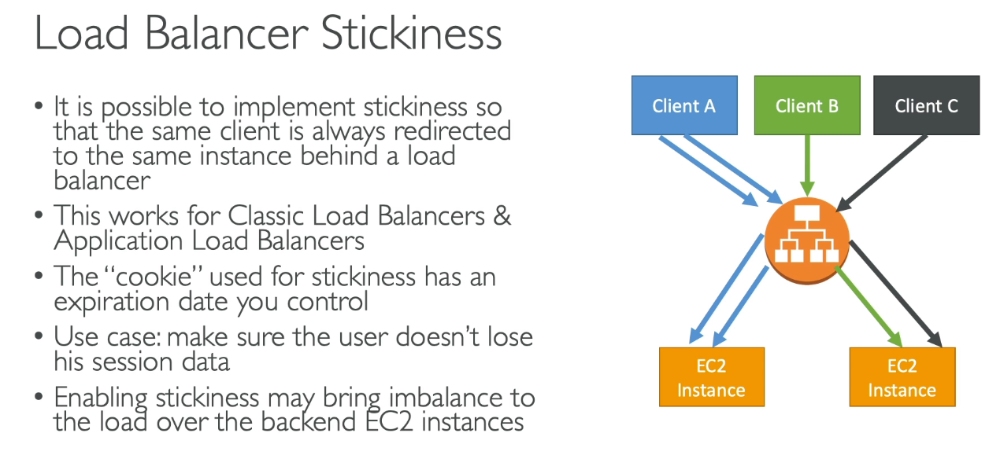 Load Balancer Stickiness
• It is possible to implement stickiness so
that the same client is always redirected
to the same instance behind a load
balancer
• This works for Classic Load Balancers &
Application Load Balancers
• The “cookie” used for stickiness has an
expiration date you control
• Use case: make sure the user doesn’t lose
his session data
• Enabling stickiness may bring imbalance to
the load over the backend EC2 instances
Client A
Client B
Client C
EC2
Instance
EC2
Instance